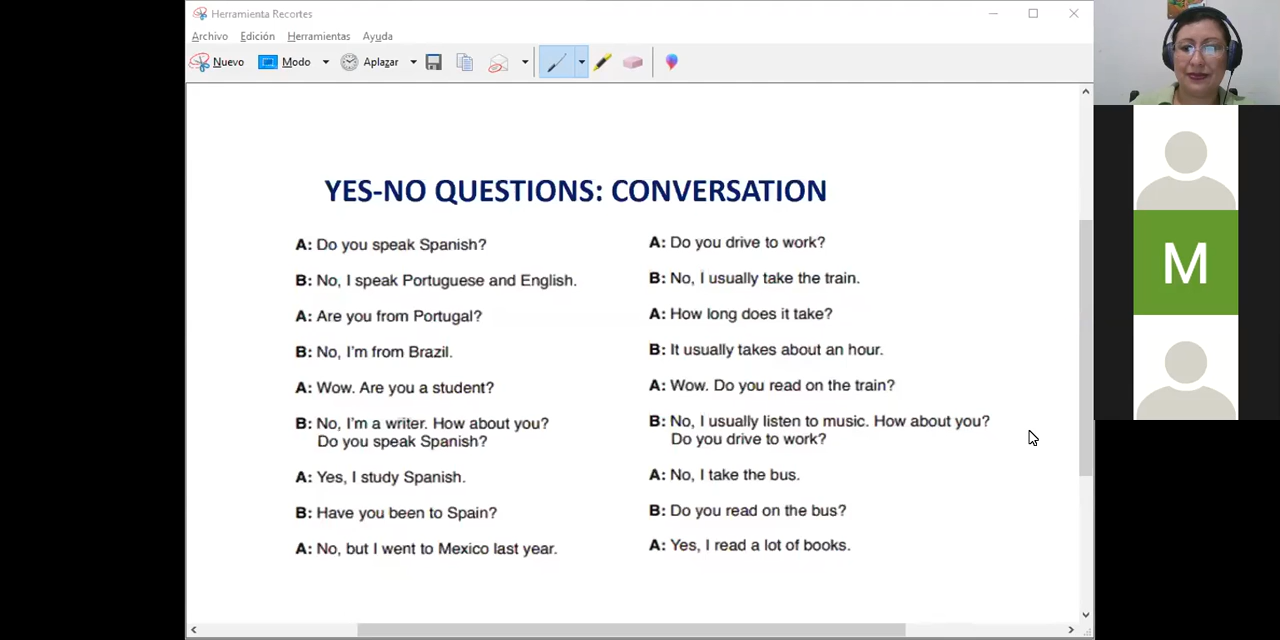 Herramienta Recortes
Archivo Edición Herramientas Ayuda
Nuevo Modo Aplazar
YES-NO QUESTIONS: CONVERSATION
A: Do you speak Spanish?
B: No, I speak Portuguese and English.
A: Are you from Portugal?
B: No, I'm from Brazil.
A: Wow. Are you a student?
B: No, I'm a writer. How about you?
Do you speak Spanish?
A: Yes, I study Spanish.
B: Have you been to Spain?
A: No, but I went to Mexico last year.
A: Do you drive to work?
B: No, I usually take the train.
A: How long does it take?
B: It usually takes about an hour.
A: Wow. Do you read on the train?
B: No, I usually listen to music. How about you?
Do you drive to work?
A: No, I take the bus.
B: Do you read on the bus?
A: Yes, I read a lot of books.
M